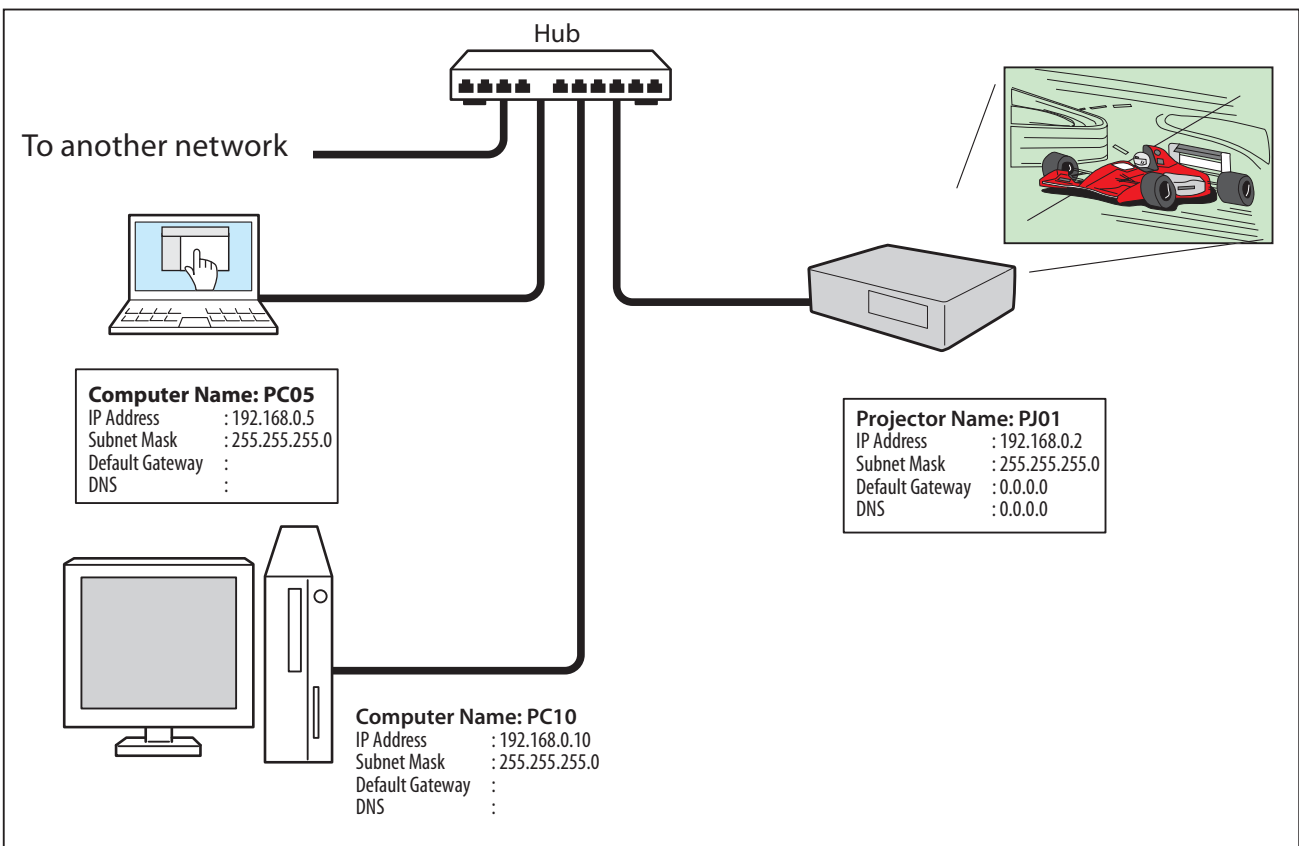 Hub
To another network
Computer Name: PC05
IP Address : 192.168.0.5
Subnet Mask : 255.255.255.0
Default Gateway :
DNS :
Projector Name: PJ01
IP Address : 192.168.0.2
Subnet Mask : 255.255.255.0
Default Gateway : 0.0.0.0
DNS : 0.0.0.0
Computer Name: PC10
IP Address : 192.168.0.10
Subnet Mask : 255.255.255.0
Default Gateway :
DNS :